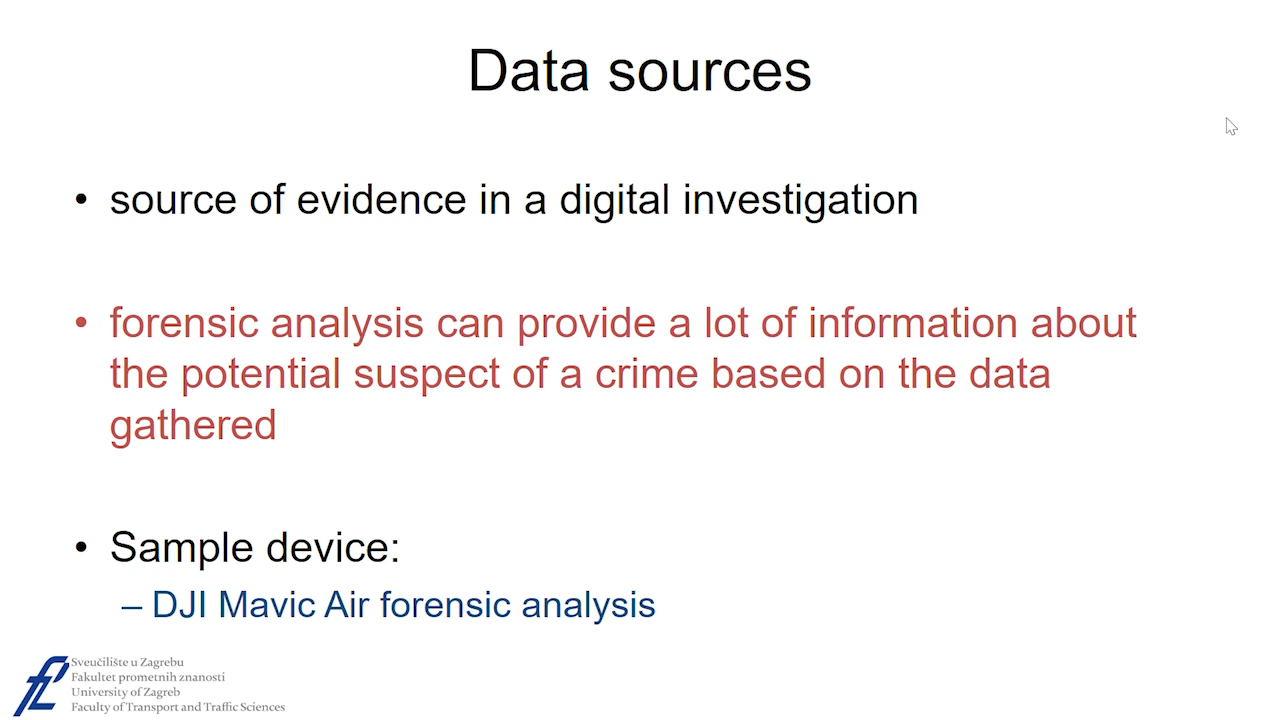 Data sources
• source of evidence in a digital investigation
• forensic analysis can provide a lot of information about
the potential suspect of a crime based on the data
gathered
• Sample device:
– DJI Mavic Air forensic analysis
Sveučilište u Zagrebu
Fakultet prometnih znanosti
University of Zagreb
Faculty of Transport and Traffic Sciences